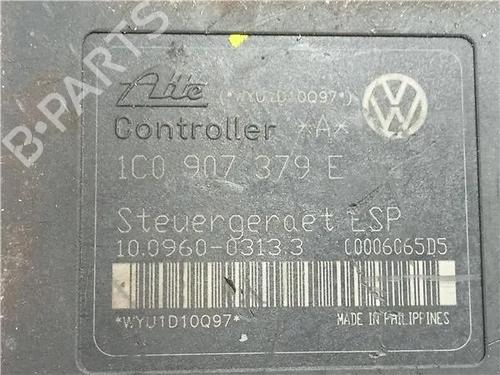 B-PARTS
Ate (*WYU1D10Q97*)
Controller *A*
1C0 907 379 E
Steuergeraet ESP
10.0960-0313.3 C0006065D5
*WYU1D10Q97*
MADE IN PHILIPPINES